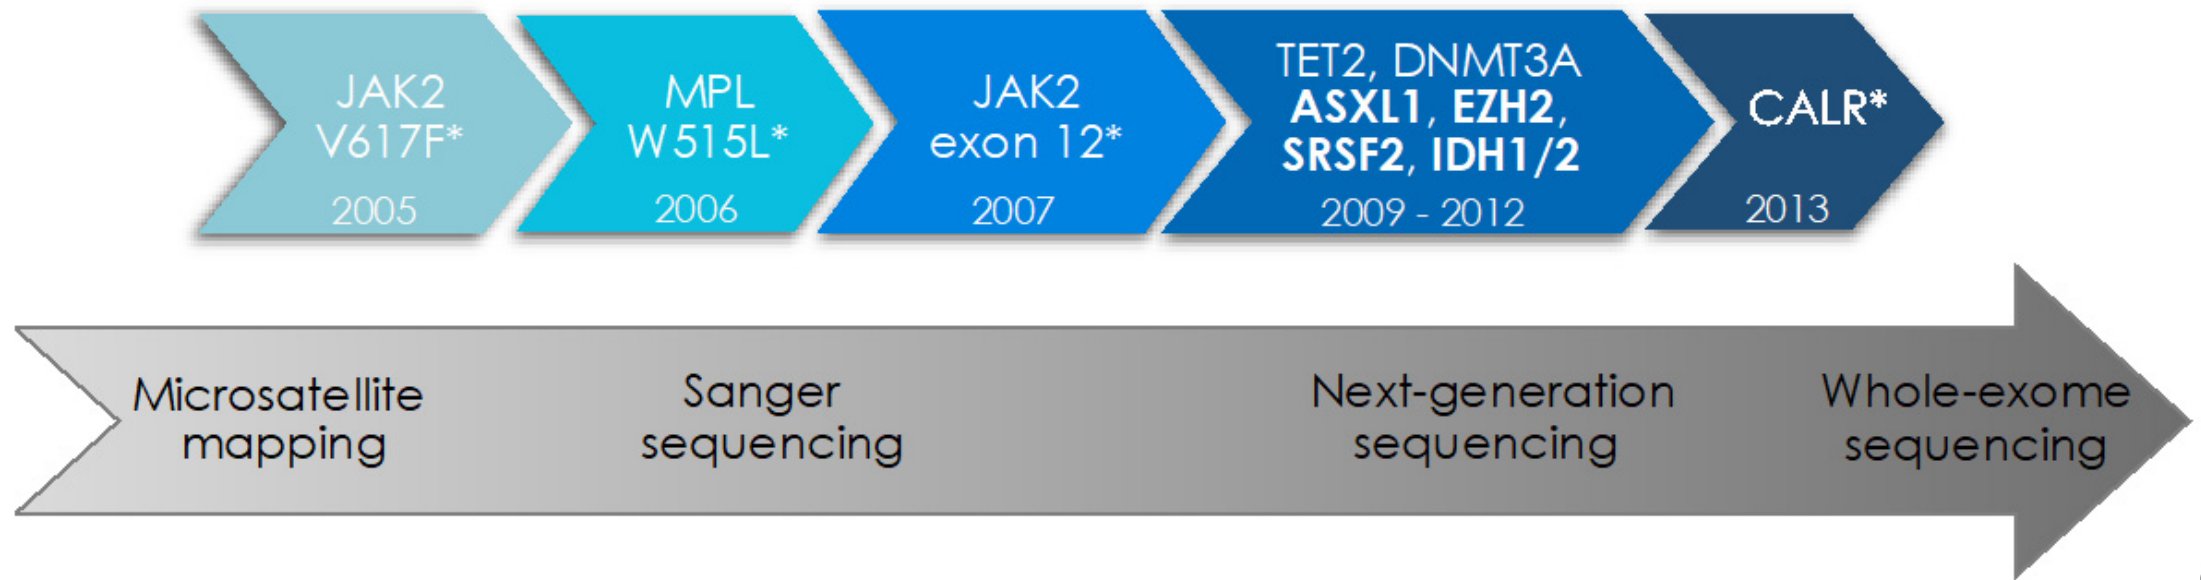 JAK2
V617F*
2005
MPL
W515L*
2006
JAK2
exon 12*
2007
TET2, DNMT3A
ASXL1, EZH2,
SRSF2, IDH1/2
2009 - 2012
CALR*
2013
Microsatellite
mapping
Sanger
sequencing
Next-generation
sequencing
Whole-exome
sequencing